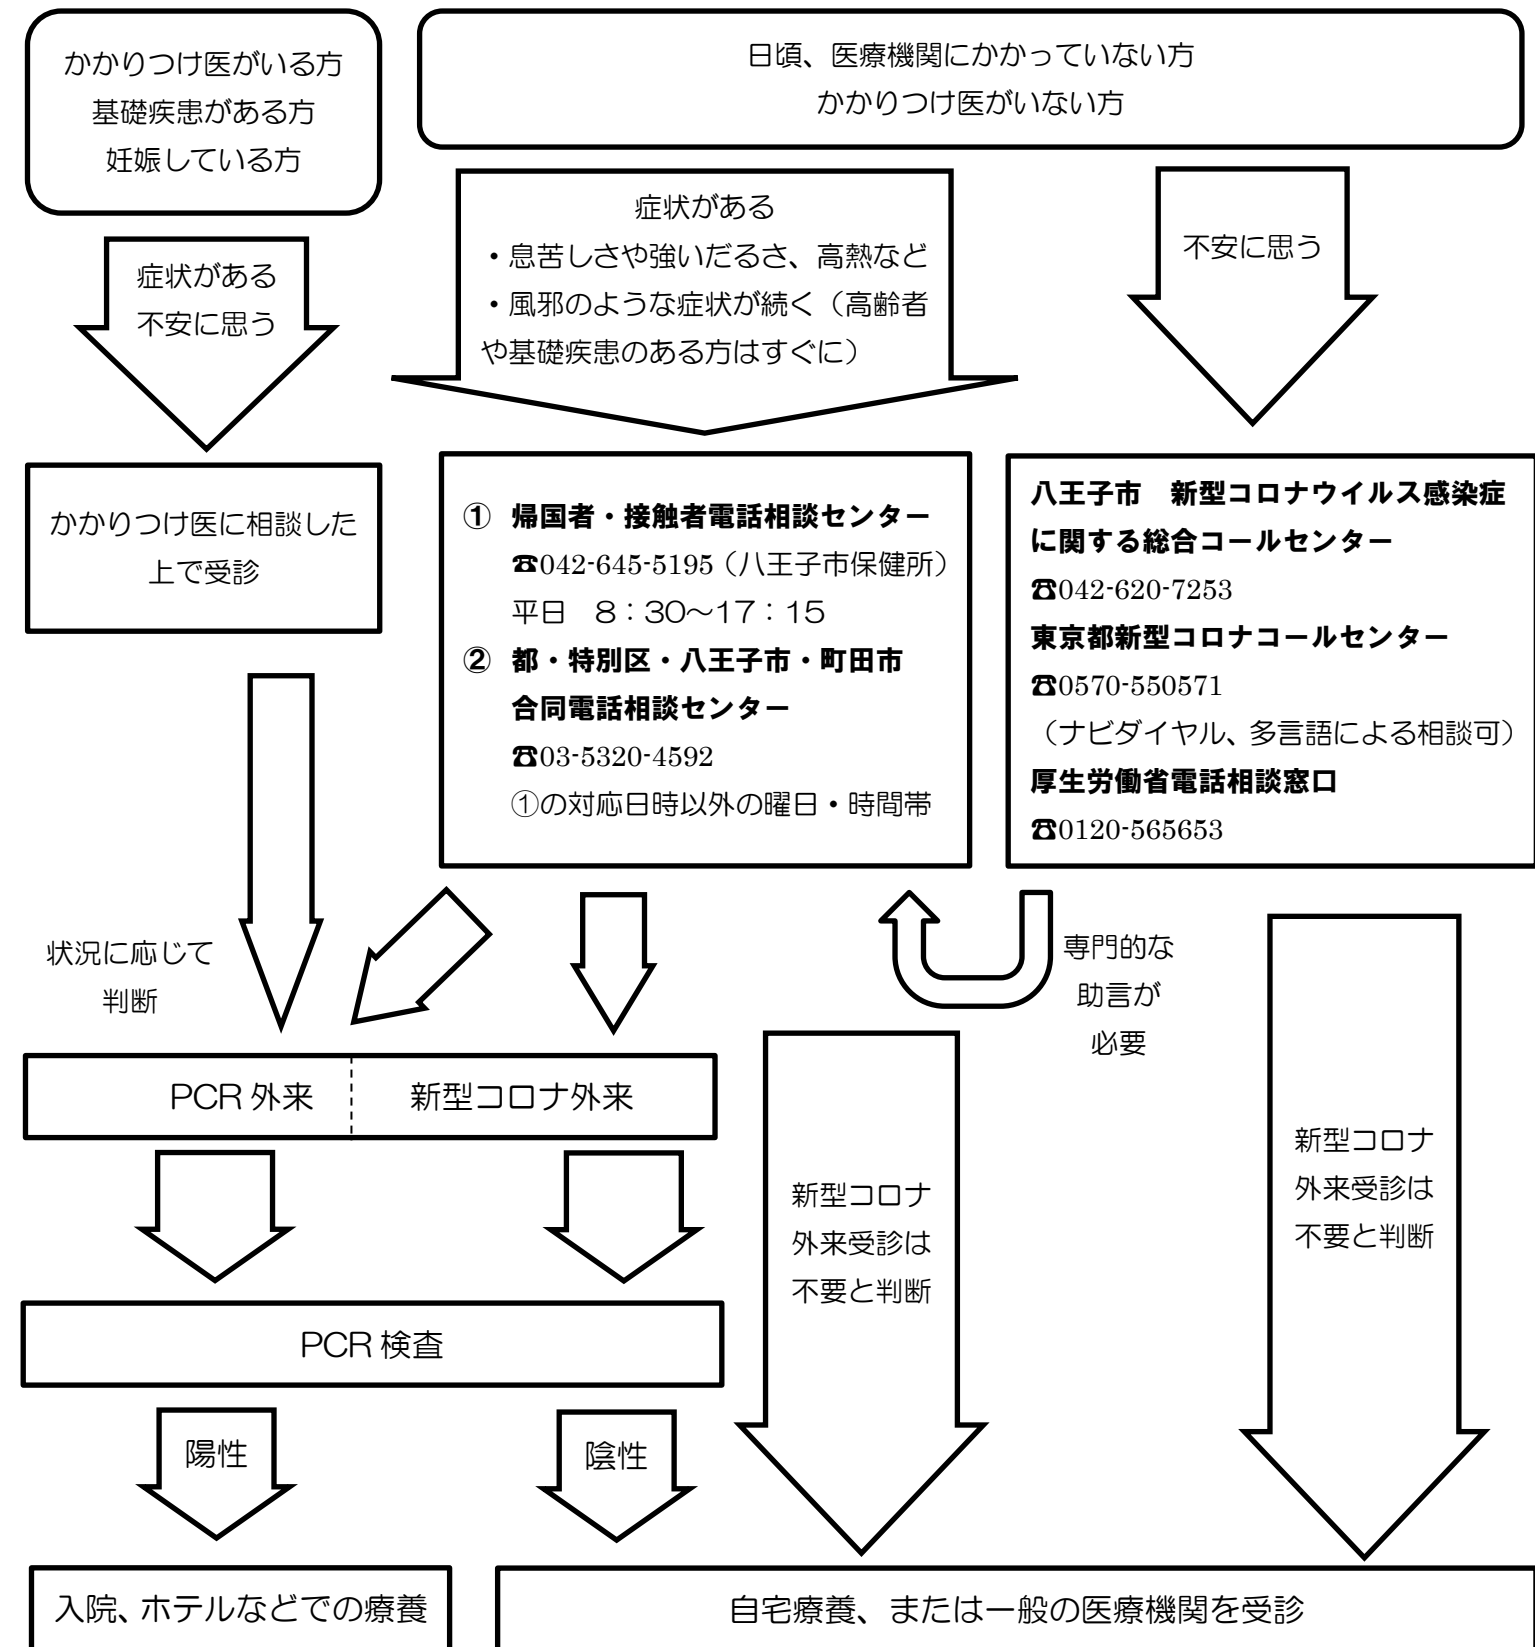 かかりつけ医がいる方
基礎疾患がある方
妊娠している方
日頃、医療機関にかかっていない方
かかりつけ医がいない方
症状がある
不安に思う
症状がある
・息苦しさや強いだるさ、高熱など
・風邪のような症状が続く（高齢者
や基礎疾患のある方はすぐに）
不安に思う
かかりつけ医に相談した
上で受診
① 帰国者・接触者電話相談センター
☎042-645-5195（八王子市保健所）
平日　8：30～17：15
② 都・特別区・八王子市・町田市
合同電話相談センター
☎03-5320-4592
①の対応日時以外の曜日・時間帯
八王子市　新型コロナウイルス感染症
に関する総合コールセンター
☎042-620-7253
東京都新型コロナコールセンター
☎0570-550571
（ナビダイヤル、多言語による相談可）
厚生労働省電話相談窓口
☎0120-565653
状況に応じて
判断
専門的な
助言が
必要
PCR 外来
新型コロナ外来
新型コロナ
外来受診は
不要と判断
新型コロナ
外来受診は
不要と判断
PCR 検査
陽性
陰性
入院、ホテルなどでの療養
自宅療養、または一般の医療機関を受診